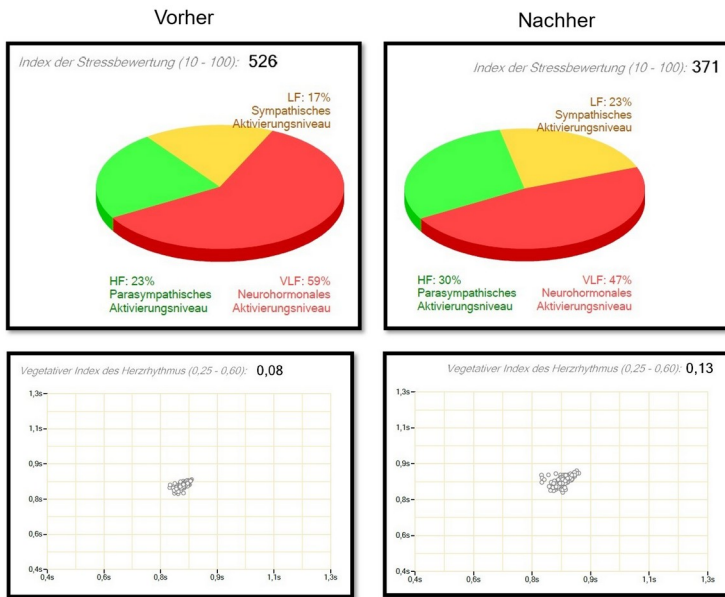 Vorher
Index der Stressbewertung (10 - 100): 526
LF: 17%
Sympathisches
Aktivierungsniveau
HF: 23%
Parasympathisches
Aktivierungsniveau
VLF: 59%
Neurohormonales
Aktivierungsniveau
Nachher
Index der Stressbewertung (10 - 100): 371
LF: 23%
Sympathisches
Aktivierungsniveau
HF: 30%
Parasympathisches
Aktivierungsniveau
VLF: 47%
Neurohormonales
Aktivierungsniveau
Vegetativer Index des Herzrhythmus (0,25 - 0,60): 0,08
1,3s
1,1s
0,9s
0,8s
0,6s
0,4s
0,4s 0,6s 0,8s 0,9s 1,1s 1,3s
Vegetativer Index des Herzrhythmus (0,25 - 0,60): 0,13
1,3s
1,1s
0,9s
0,8s
0,6s
0,4s
0,4s 0,6s 0,8s 0,9s 1,1s 1,3s